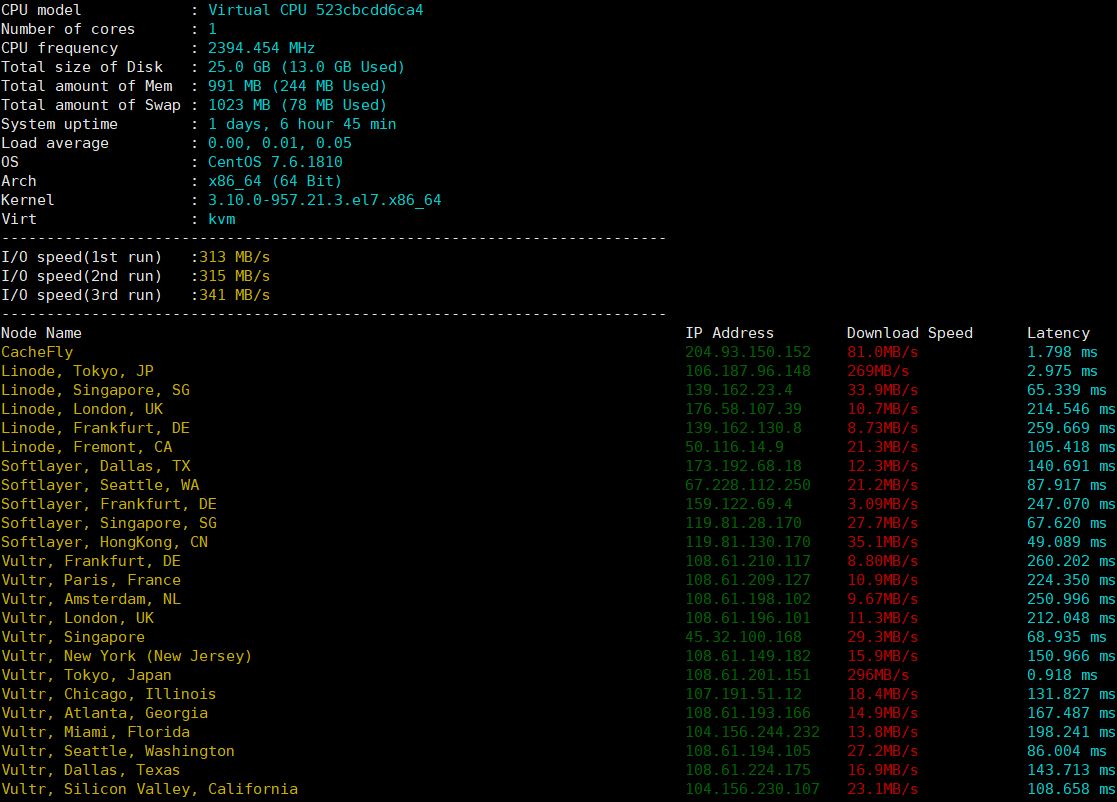 CPU model            : Virtual CPU 523cbcdd6ca4
Number of cores      : 1
CPU frequency        : 2394.454 MHz
Total size of Disk   : 25.0 GB (13.0 GB Used)
Total amount of Mem  : 991 MB (244 MB Used)
Total amount of Swap : 1023 MB (78 MB Used)
System uptime        : 1 days, 6 hour 45 min
Load average         : 0.00, 0.01, 0.05
OS                   : CentOS 7.6.1810
Arch                 : x86_64 (64 Bit)
Kernel               : 3.10.0-957.21.3.el7.x86_64
Virt                 : kvm
--------------------------------------------------------------------------
I/O speed(1st run)   :313 MB/s
I/O speed(2nd run)   :315 MB/s
I/O speed(3rd run)   :341 MB/s
--------------------------------------------------------------------------
Node Name IP Address Download Speed Latency
CacheFly 204.93.150.152 81.0MB/s 1.798 ms
Linode, Tokyo, JP 106.187.96.148 269MB/s 2.975 ms
Linode, Singapore, SG 139.162.23.4 33.9MB/s 65.339 ms
Linode, London, UK 176.58.107.39 10.7MB/s 214.546 ms
Linode, Frankfurt, DE 139.162.130.8 8.73MB/s 259.669 ms
Linode, Fremont, CA 50.116.14.9 21.3MB/s 105.418 ms
Softlayer, Dallas, TX 173.192.68.18 12.3MB/s 140.691 ms
Softlayer, Seattle, WA 67.228.112.250 21.2MB/s 87.917 ms
Softlayer, Frankfurt, DE 159.122.69.4 3.09MB/s 247.070 ms
Softlayer, Singapore, SG 119.81.28.170 27.7MB/s 67.620 ms
Softlayer, HongKong, CN 119.81.130.170 35.1MB/s 49.089 ms
Vultr, Frankfurt, DE 108.61.210.117 8.80MB/s 260.202 ms
Vultr, Paris, France 108.61.209.127 10.9MB/s 224.350 ms
Vultr, Amsterdam, NL 108.61.198.102 9.67MB/s 250.996 ms
Vultr, London, UK 108.61.196.101 11.3MB/s 212.048 ms
Vultr, Singapore 45.32.100.168 29.3MB/s 68.935 ms
Vultr, New York (New Jersey) 108.61.149.182 15.9MB/s 150.966 ms
Vultr, Tokyo, Japan 108.61.201.151 296MB/s 0.918 ms
Vultr, Chicago, Illinois 107.191.51.12 18.4MB/s 131.827 ms
Vultr, Atlanta, Georgia 108.61.193.166 14.9MB/s 167.487 ms
Vultr, Miami, Florida 104.156.244.232 13.8MB/s 198.241 ms
Vultr, Seattle, Washington 108.61.194.105 27.2MB/s 86.004 ms
Vultr, Dallas, Texas 108.61.224.175 16.9MB/s 143.713 ms
Vultr, Silicon Valley, California 104.156.230.107 23.1MB/s 108.658 ms